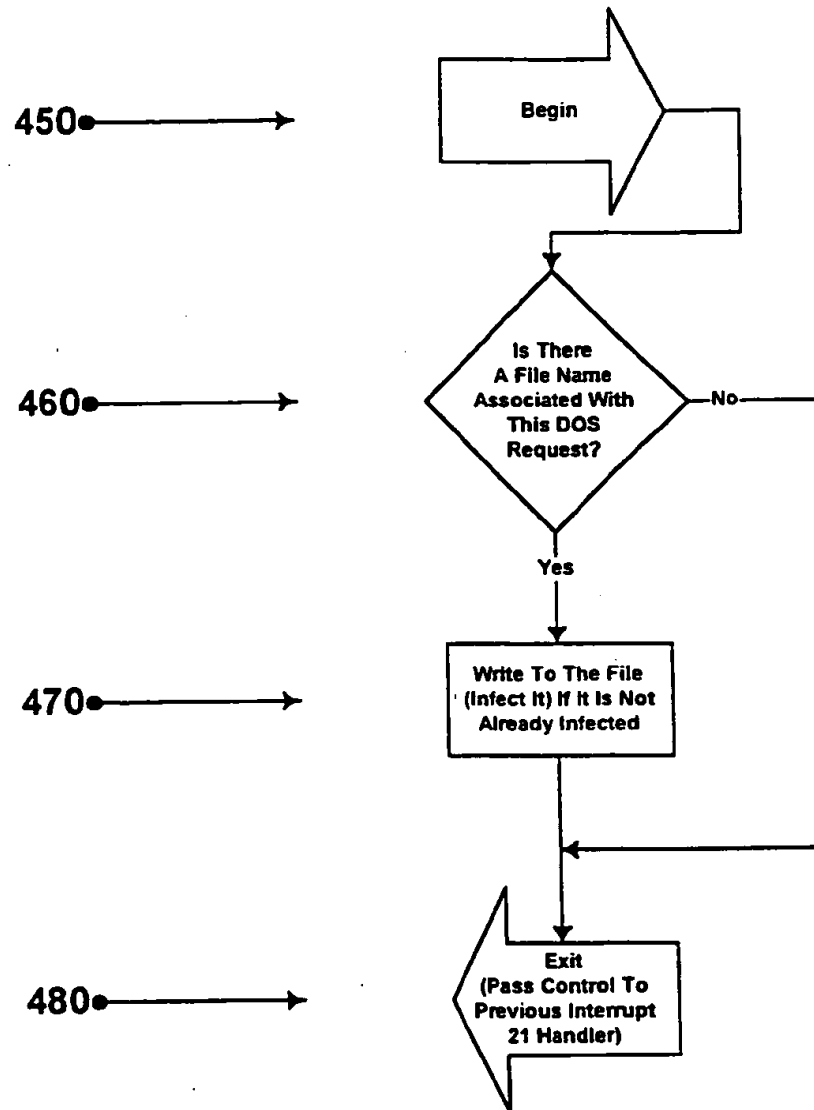 450
Begin
460
Is There
A File Name
Associated With
This DOS
Request?
No
Yes
470
Write To The File
(Infect It) If It Is Not
Already Infected
480
Exit
(Pass Control To
Previous Interrupt
21 Handler)